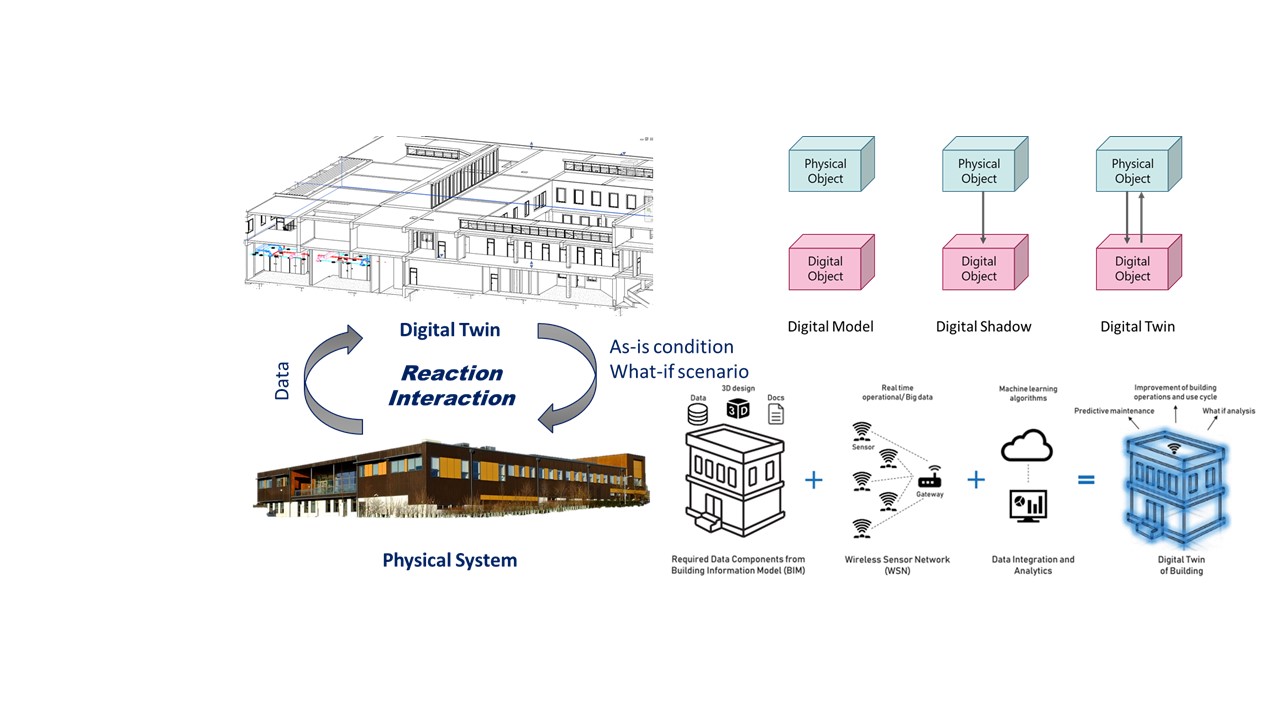 Digital Twin
Data
Reaction
Interaction
As-is condition
What-if scenario
Physical System
Physical
Object
Physical
Object
Physical
Object
Digital
Object
Digital
Object
Digital
Object
Digital Model
Digital Shadow
Digital Twin
3D design
Data
Docs
3D
Real time
operational/Big data
Sensor
Gateway
Machine learning
algorithms
Improvement of building
operations and use cycle
Predictive maintenance
What if analysis
+
+
=
Required Data Components from
Building Information Model (BIM)
Wireless Sensor Network
(WSN)
Data Integration and
Analytics
Digital Twin
of Building